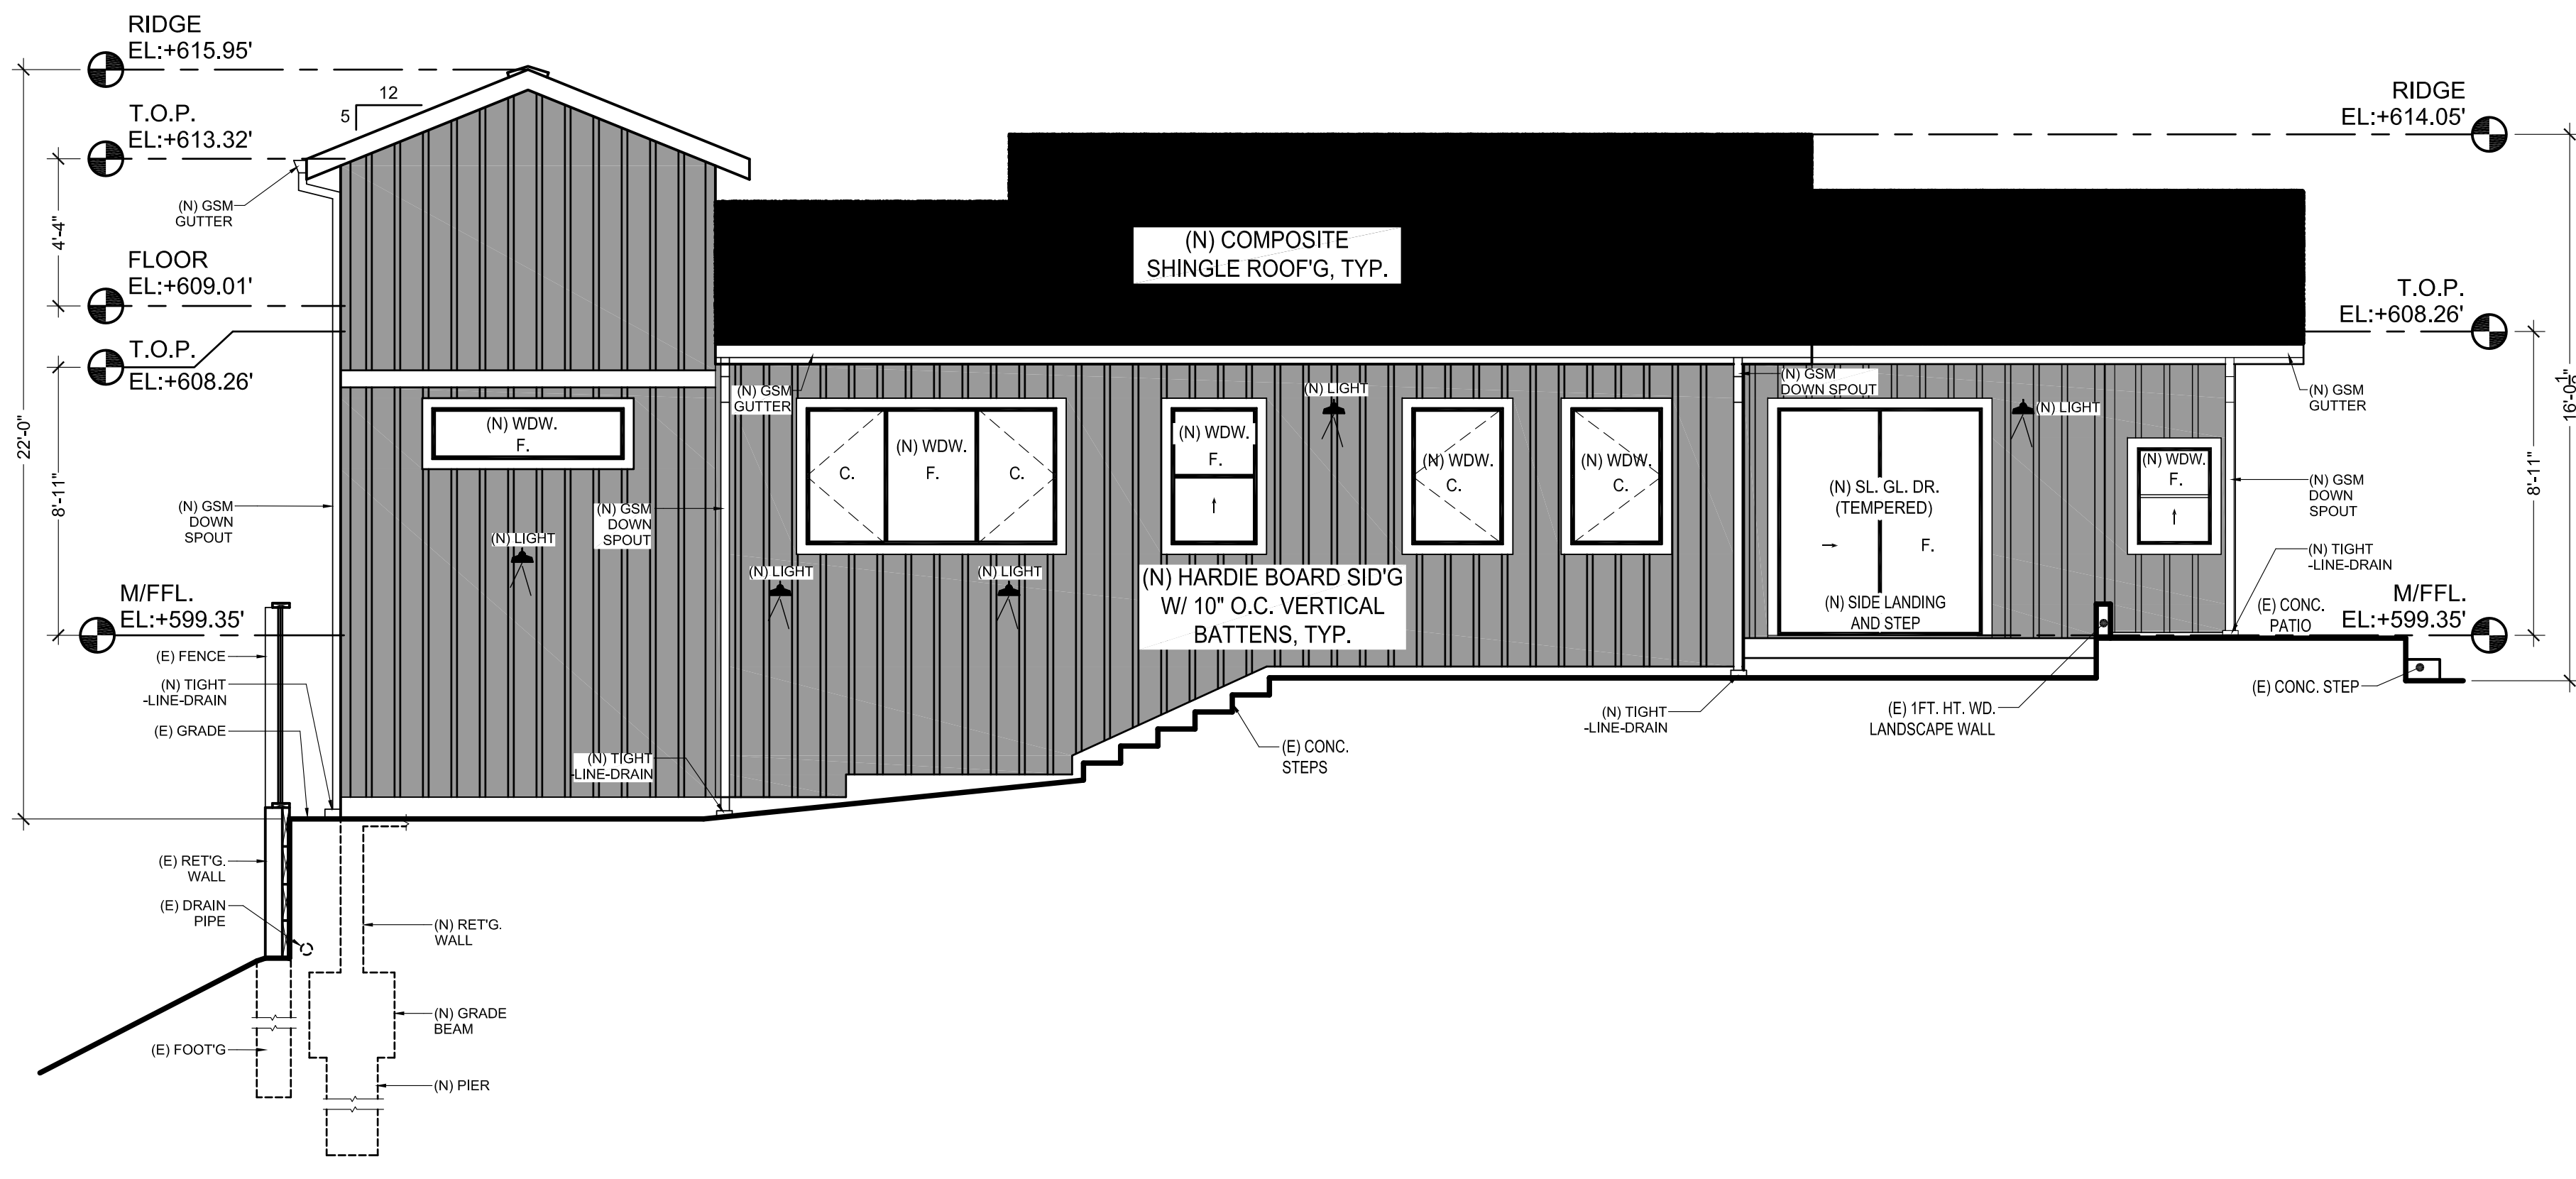 RIDGE
EL:+615.95'
T.O.P.
EL:+613.32'
5
12
(N) GSM
GUTTER
4'-4"
FLOOR
EL:+609.01'
T.O.P.
EL:+608.26'
22'-0"
8'-11"
(N) GSM
DOWN
SPOUT
M/FFL.
EL:+599.35'
(E) FENCE
(N) TIGHT
-LINE-DRAIN
(E) GRADE
(E) RET'G.
WALL
(E) DRAIN
PIPE
(E) FOOT'G
(N) RET'G.
WALL
(N) GRADE
BEAM
(N) PIER
(N) WDW.
F.
(N) LIGHT
(N) GSM
DOWN
SPOUT
(N) TIGHT
-LINE-DRAIN
(N) GSM
GUTTER
(N) COMPOSITE
SHINGLE ROOF'G, TYP.
C.
(N) WDW.
F.
C.
(N) LIGHT
(N) LIGHT
(N) WDW.
F.
(N) LIGHT
(N) WDW.
C.
(N) WDW.
C.
(N) HARDIE BOARD SID'G
W/ 10" O.C. VERTICAL
BATTENS, TYP.
(E) CONC.
STEPS
(N) GSM
DOWN SPOUT
(N) SL. GL. DR.
(TEMPERED)
F.
(N) SIDE LANDING
AND STEP
(N) LIGHT
(N) WDW.
F.
(N) TIGHT
-LINE-DRAIN
(E) 1FT. HT. WD.
LANDSCAPE WALL
RIDGE
EL:+614.05'
T.O.P.
EL:+608.26'
(N) GSM
GUTTER
(N) GSM
DOWN
SPOUT
(N) TIGHT
-LINE-DRAIN
(E) CONC.
PATIO
M/FFL.
EL:+599.35'
(E) CONC. STEP
8'-11"